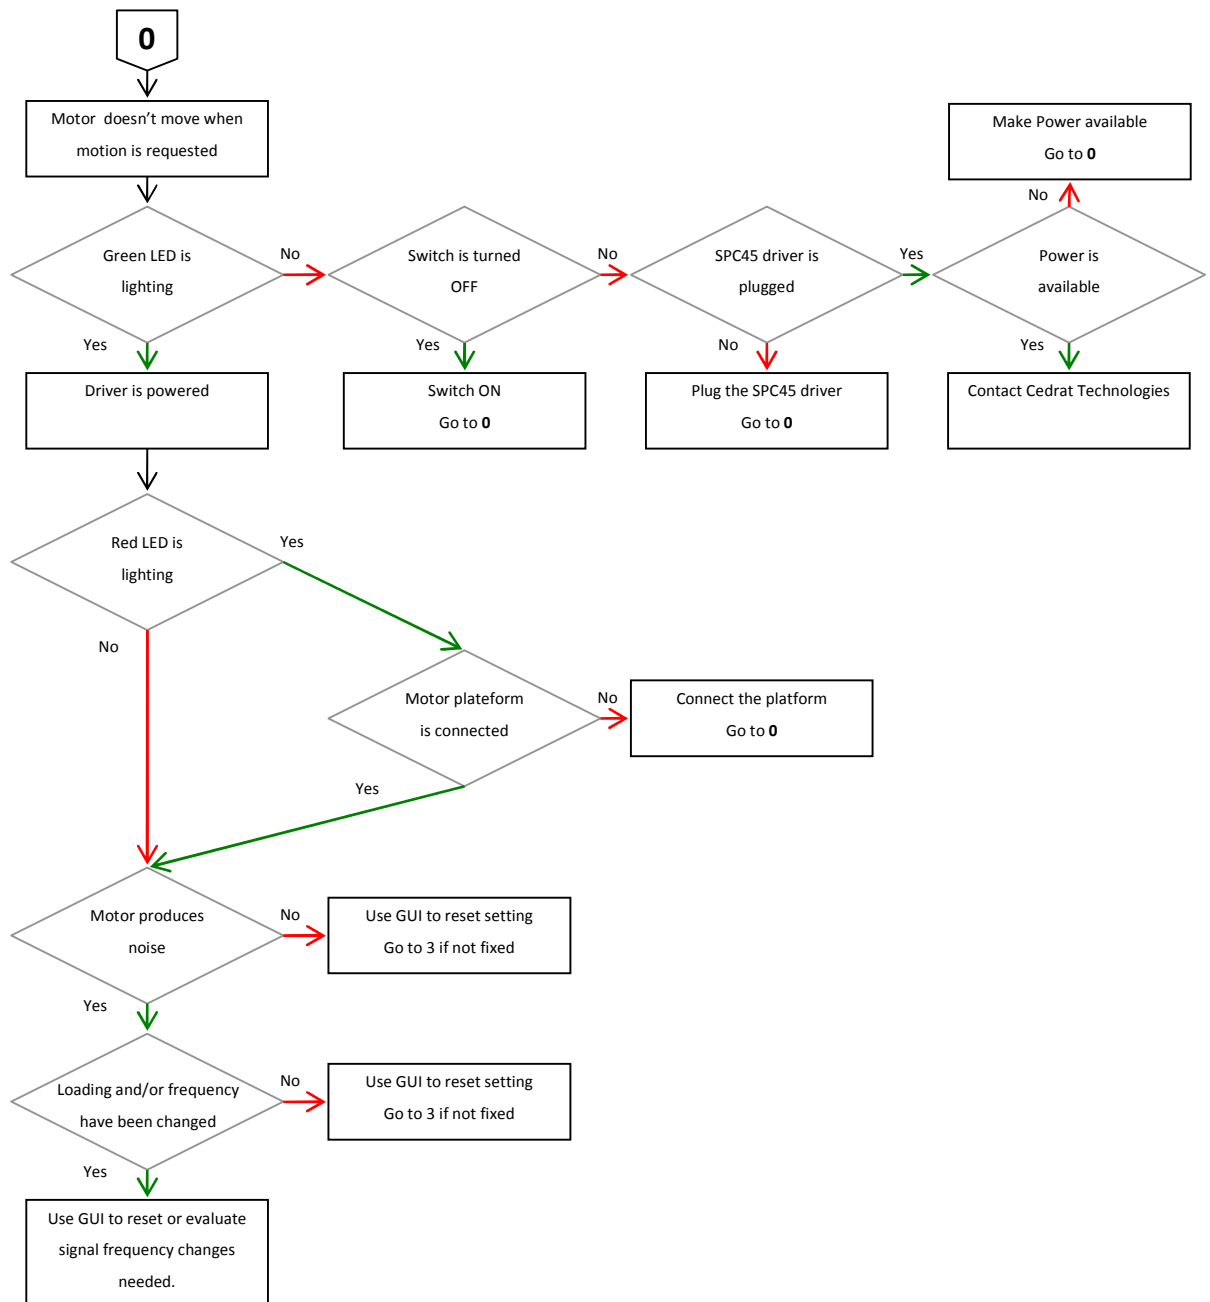 0
Motor doesn't move when
motion is requested
Make Power available
Go to 0
No
Green LED is
lighting
No
Switch is turned
OFF
No
SPC45 driver is
plugged
Yes
Power is
available
Yes
Yes
No
Yes
Driver is powered
Switch ON
Go to 0
Plug the SPC45 driver
Go to 0
Contact Cedrat Technologies
Red LED is
lighting
Yes
No
Motor plateform
is connected
No
Connect the platform
Go to 0
Yes
Motor produces
noise
No
Use GUI to reset setting
Go to 3 if not fixed
Yes
Loading and/or frequency
have been changed
No
Use GUI to reset setting
Go to 3 if not fixed
Yes
Use GUI to reset or evaluate
signal frequency changes
needed.